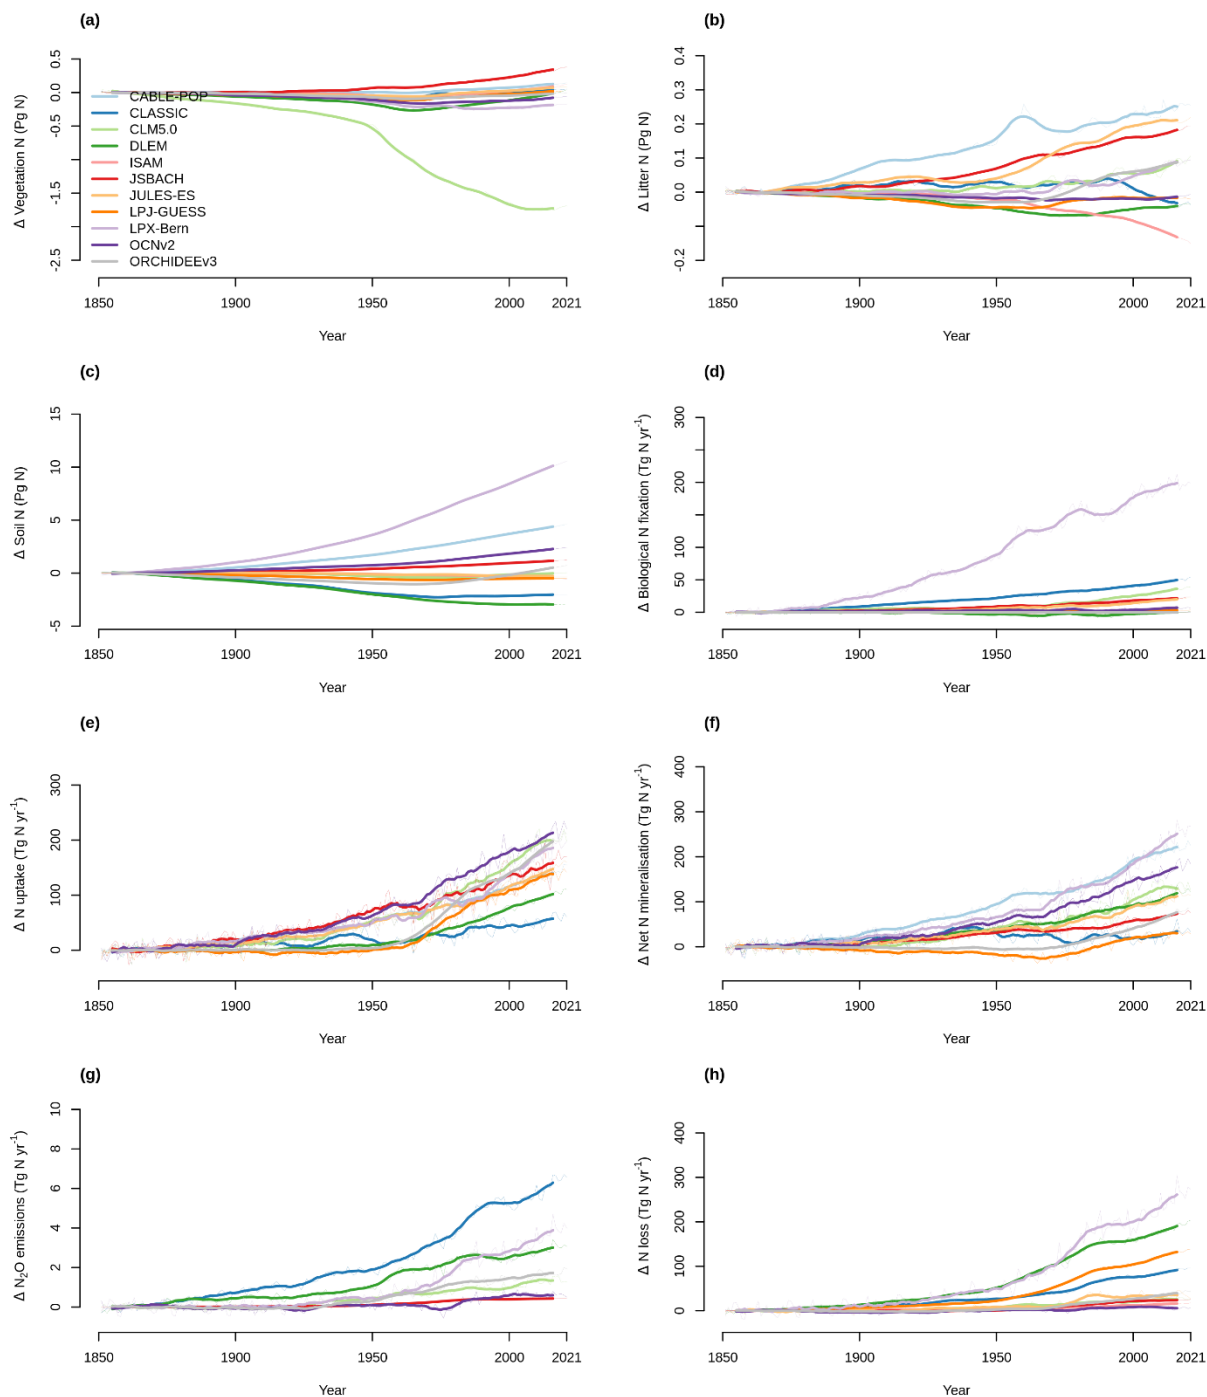 (a)
Δ Vegetation N (Pg N)
0.5
0.0
-0.5
-1.5
-2.5
CABLE-POP
CLASSIC
CLM5.0
DLEM
ISAM
JSBACH
JULES-ES
LPJ-GUESS
LPX-Bern
OCNv2
ORCHIDEEv3
1850 1900 1950 2000 2021
Year
(b)
Δ Litter N (Pg N)
0.4
0.3
0.2
0.1
0.0
-0.2
1850 1900 1950 2000 2021
Year
(c)
Δ Soil N (Pg N)
15
10
5
0
-5
1850 1900 1950 2000 2021
Year
(d)
Δ Biological N fixation (Tg N yr⁻¹)
300
200
100
50
0
1850 1900 1950 2000 2021
Year
(e)
Δ N uptake (Tg N yr⁻¹)
300
200
100
0
1850 1900 1950 2000 2021
Year
(f)
Δ Net N mineralisation (Tg N yr⁻¹)
400
300
200
100
0
1850 1900 1950 2000 2021
Year
(g)
Δ N₂O emissions (Tg N yr⁻¹)
10
8
6
4
2
0
1850 1900 1950 2000 2021
Year
(h)
Δ N loss (Tg N yr⁻¹)
400
300
200
100
0
1850 1900 1950 2000 2021
Year